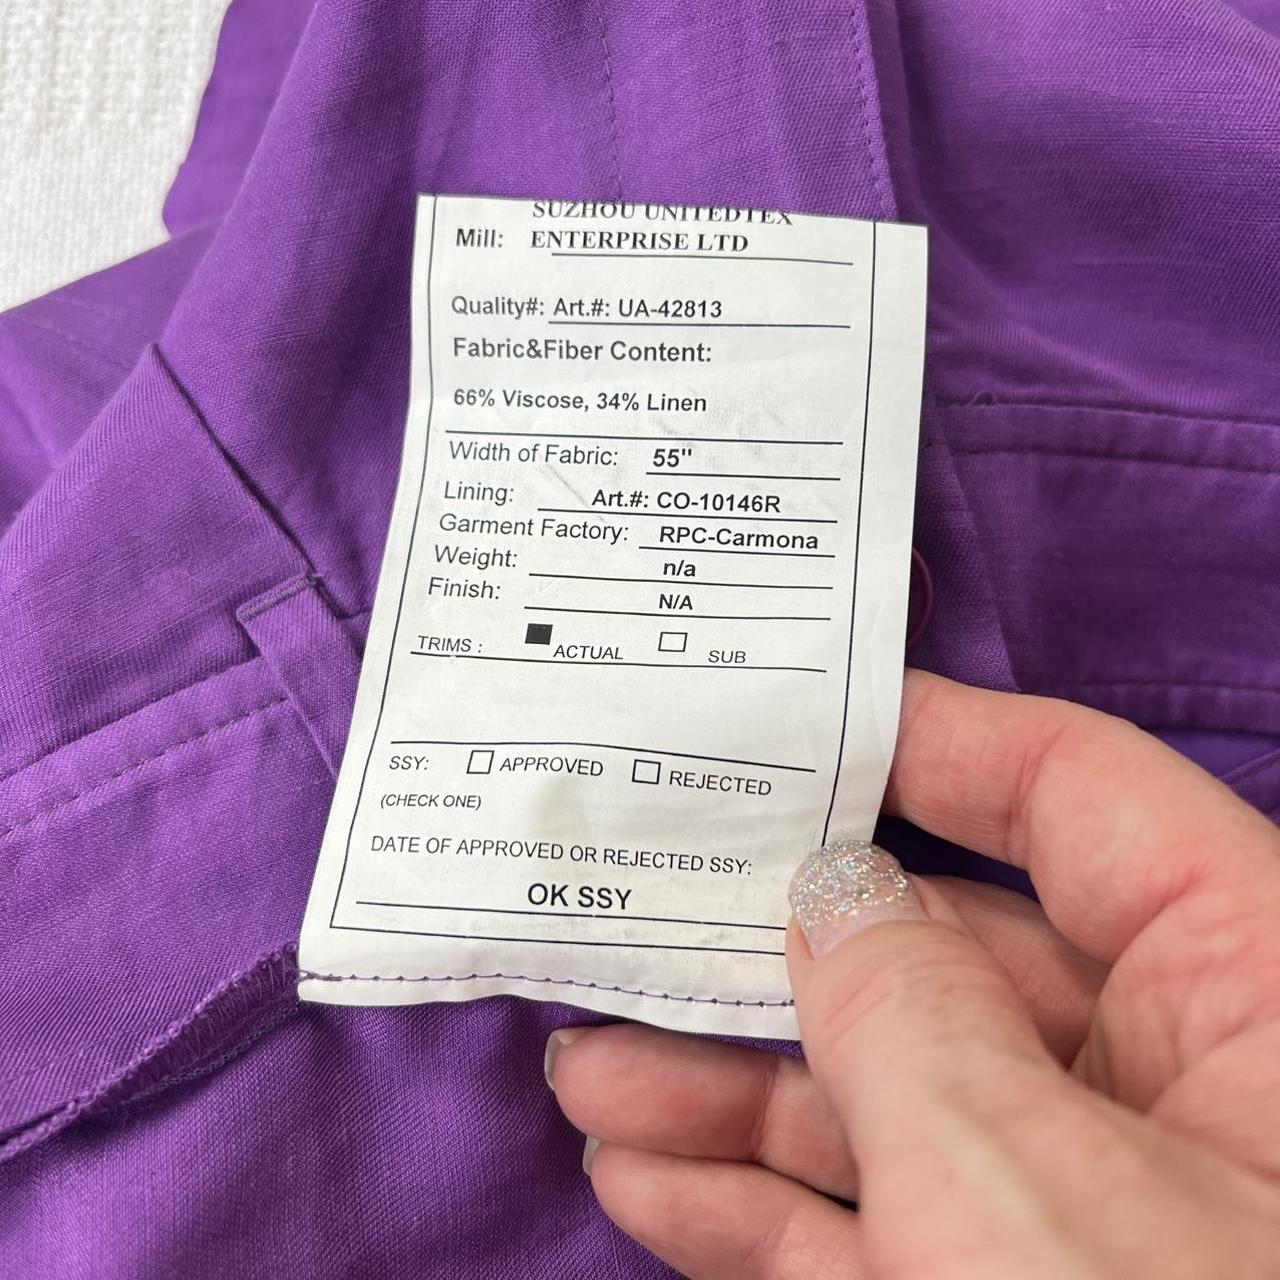 SUZHOU UNITEDTEX
Mill: ENTERPRISE LTD
Quality#: Art.#: UA-42813
Fabric&Fiber Content:
66% Viscose, 34% Linen
Width of Fabric: 55"
Lining: Art.#: CO-10146R
Garment Factory: RPC-Carmona
Weight: n/a
Finish: N/A
TRIMS : ACTUAL SUB
SSY: APPROVED REJECTED
(CHECK ONE)
DATE OF APPROVED OR REJECTED SSY:
OK SSY